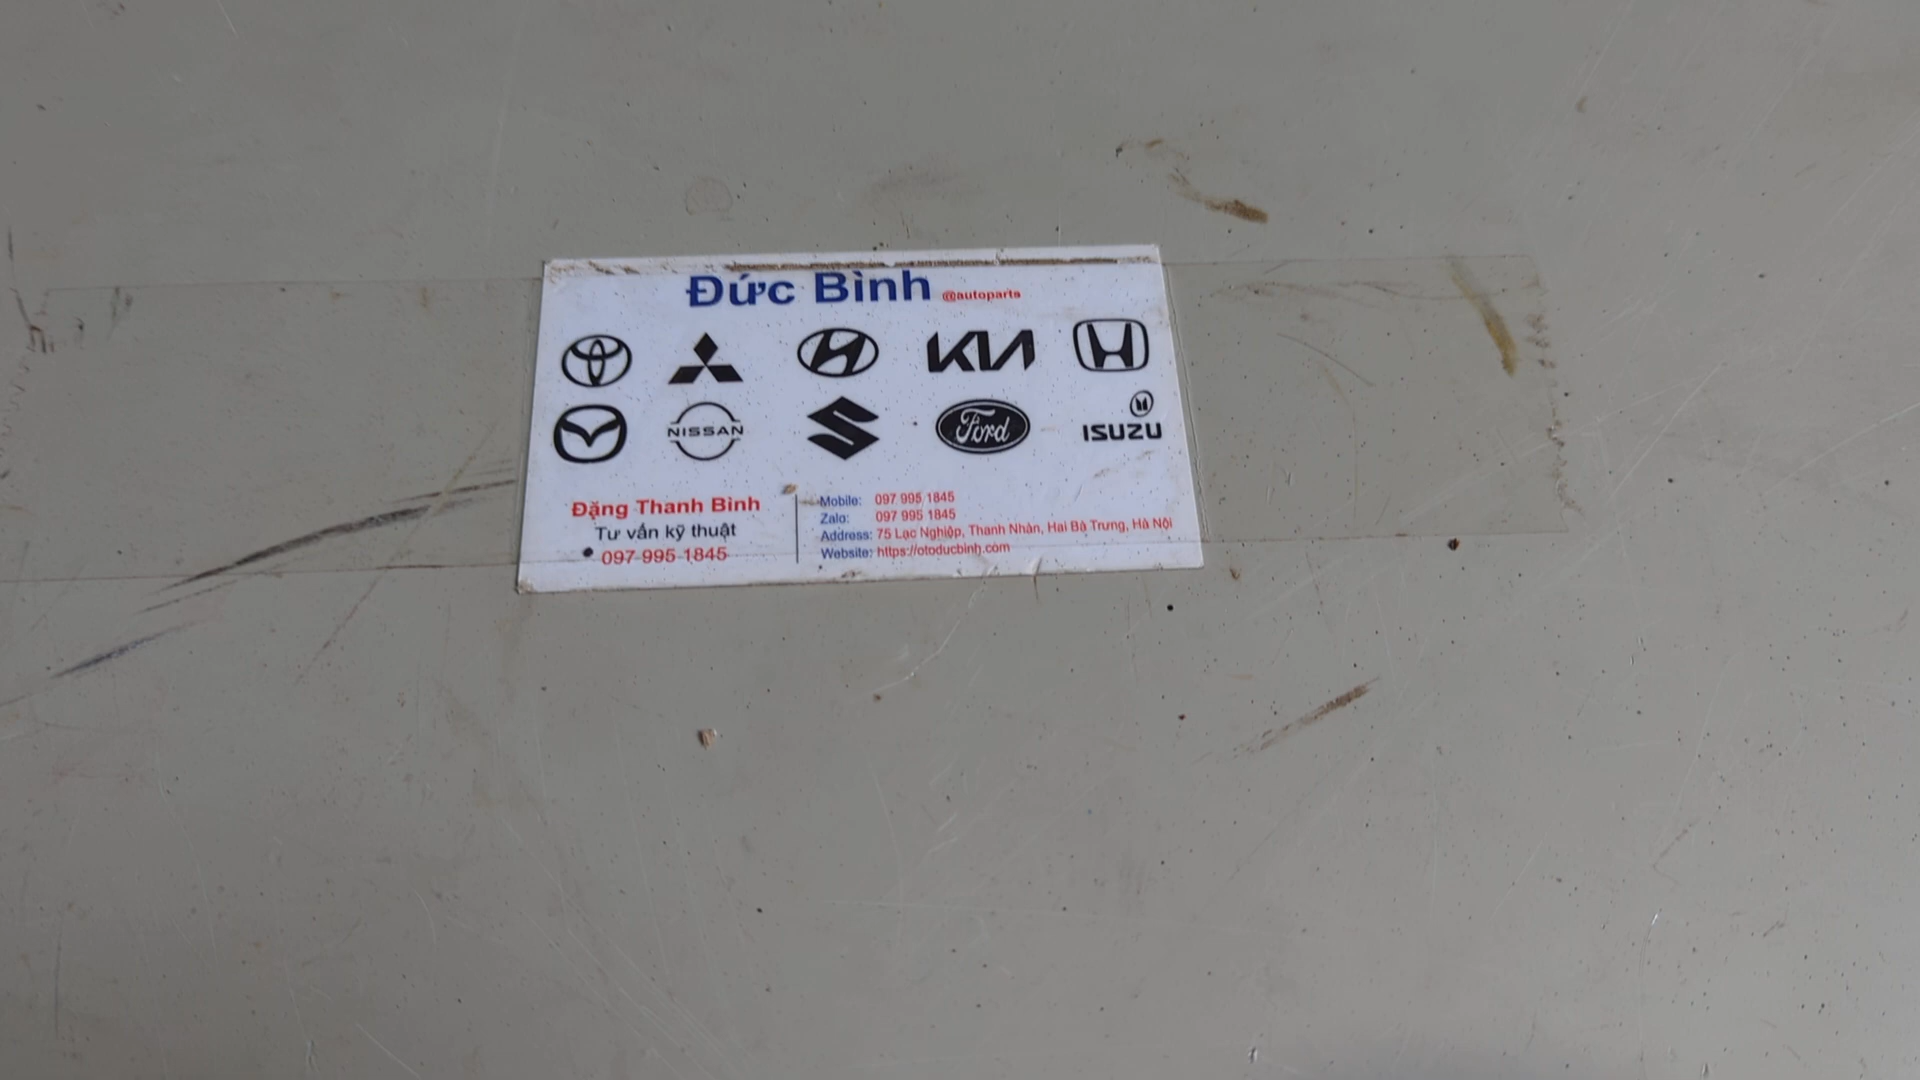 Đức Bình @autoparts
KIA
NISSAN
Ford
ISUZU
Đặng Thanh Bình
Tư vấn kỹ thuật
097 995 1845
Mobile: 097 995 1845
Zalo: 097 995 1845
Address: 75 Lạc Nghiệp, Thanh Nhàn, Hai Bà Trưng, Hà Nội
Website: https://otoducbinh.com